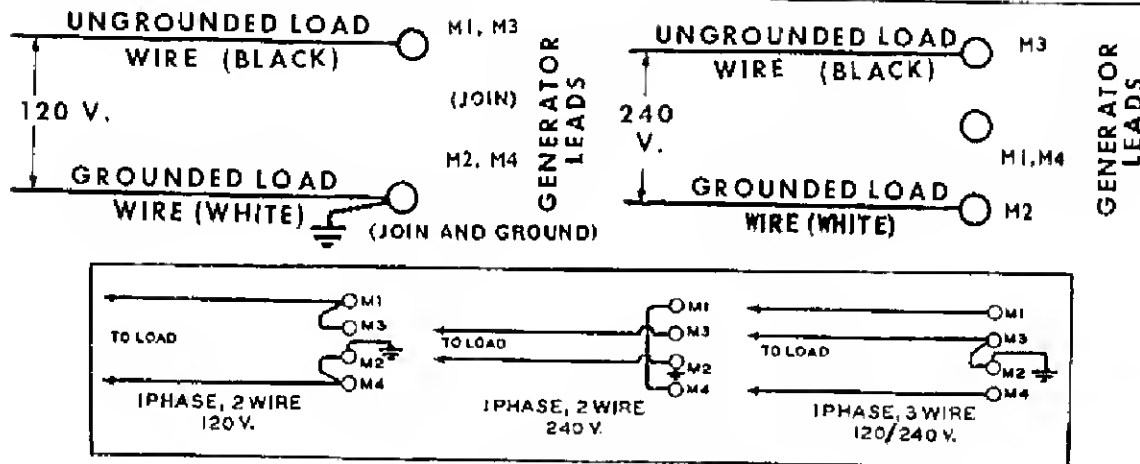 UNGROUNDED LOAD
WIRE (BLACK)
M1, M3
120 V.
(JOIN)
M2, M4
GROUNDED LOAD
WIRE (WHITE)
(JOIN AND GROUND)
GENERATOR
LEADS
UNGROUNDED LOAD
WIRE (BLACK)
M3
240
V.
M1,M4
GROUNDED LOAD
WIRE (WHITE)
M2
GENERATOR
LEADS
M1
M3
TO LOAD
M2
M4
1PHASE, 2 WIRE
120V.
M1
M3
TO LOAD
M2
M4
1PHASE, 2 WIRE
240 V.
M1
M3
TO LOAD
M2
M4
1PHASE, 3 WIRE
120/240 V.